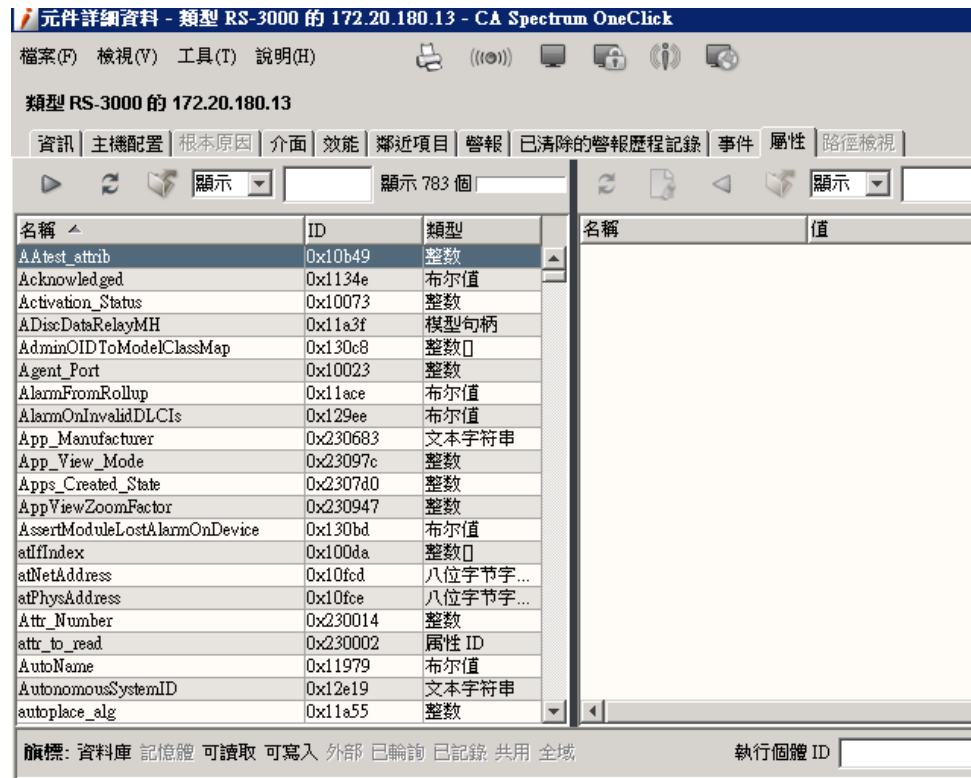 元件詳細資料 - 類型 RS-3000 的 172.20.180.13 - CA Spectrum OneClick
檔案(F) 檢視(V) 工具(T) 說明(H)
類型 RS-3000 的 172.20.180.13
資訊 主機配置 根本原因 介面 效能 鄰近項目 警報 已清除的警報歷程記錄 事件 屬性 路徑檢視
顯示 顯示 783 個 顯示
名稱 ID 類型 名稱 值
AAtest_attrib 0x10b49 整数
Acknowledged 0x1134e 布尔值
Activation_Status 0x10073 整数
ADiscDataRelayMH 0x11a3f 模型句柄
AdminOIDToModelClassMap 0x130c8 整数[]
Agent_Port 0x10023 整数
AlarmFromRollup 0x11ace 布尔值
AlarmOnInvalidDLCIs 0x129ee 布尔值
App_Manufacturer 0x230683 文本字符串
App_View_Mode 0x23097c 整数
Apps_Created_State 0x2307d0 整数
AppViewZoomFactor 0x230947 整数
AssertModuleLostAlarmOnDevice 0x130bd 布尔值
atIfIndex 0x100da 整数[]
atNetAddress 0x10fcd 八位字节字...
atPhysAddress 0x10fce 八位字节字...
Attr_Number 0x230014 整数
attr_to_read 0x230002 属性 ID
AutoName 0x11979 布尔值
AutonomousSystemID 0x12e19 文本字符串
autoplace_alg 0x11a55 整数
旗標: 資料庫 記憶體 可讀取 可寫入 外部 已輪詢 已記錄 共用 全域 執行個體 ID